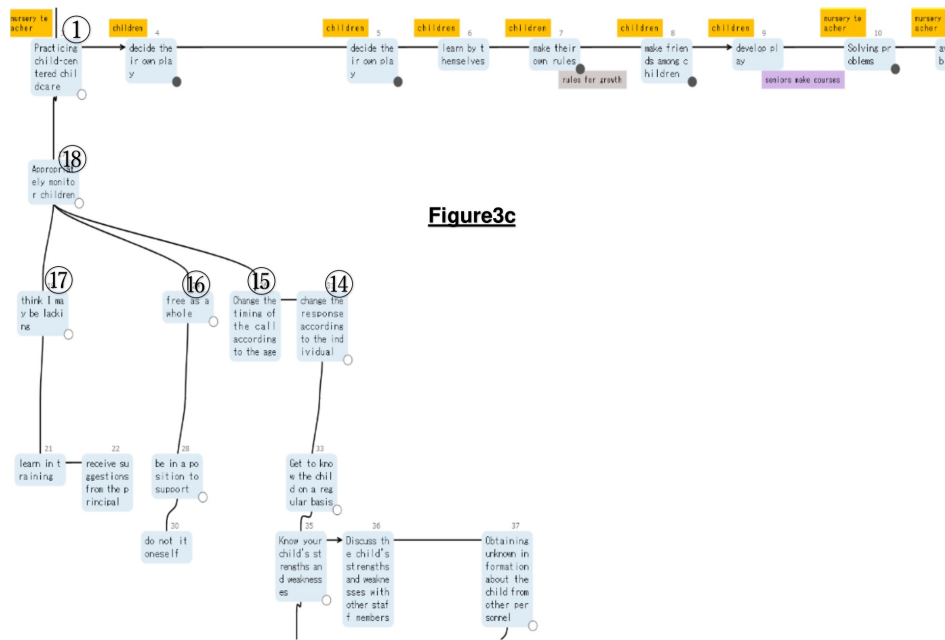 nursery te
acher
①
Practicing
child-cen
tered chil
dcare
children
4
decide the
ir own pla
y
children
5
decide the
ir own pla
y
children
6
learn by t
hemselves
children
7
make their
own rules
rules for growth
children
8
make frien
ds among c
hildren
children
9
develop pl
ay
seniors make courses
nursery te
acher
10
Solving pr
oblems
nursery te
acher
⑱
Appropriat
ely monito
r children
Figure3c
⑰
think I ma
y be lacki
ng
⑯
free as a
whole
⑮
Change the
timing of
the call
according
to the age
⑭
change the
response
according
to the ind
ividual
21
learn in t
raining
22
receive su
ggestions
from the p
rincipal
28
be in a po
sition to
support
30
do not it
oneself
33
Get to kno
w the chil
d on a reg
ular basis
35
Know your
child's st
rengths an
d weakness
es
36
Discuss th
e child's
strengths
and weakne
sses with
other staf
f members
37
Obtaining
unknown in
formation
about the
child from
other per
sonnel